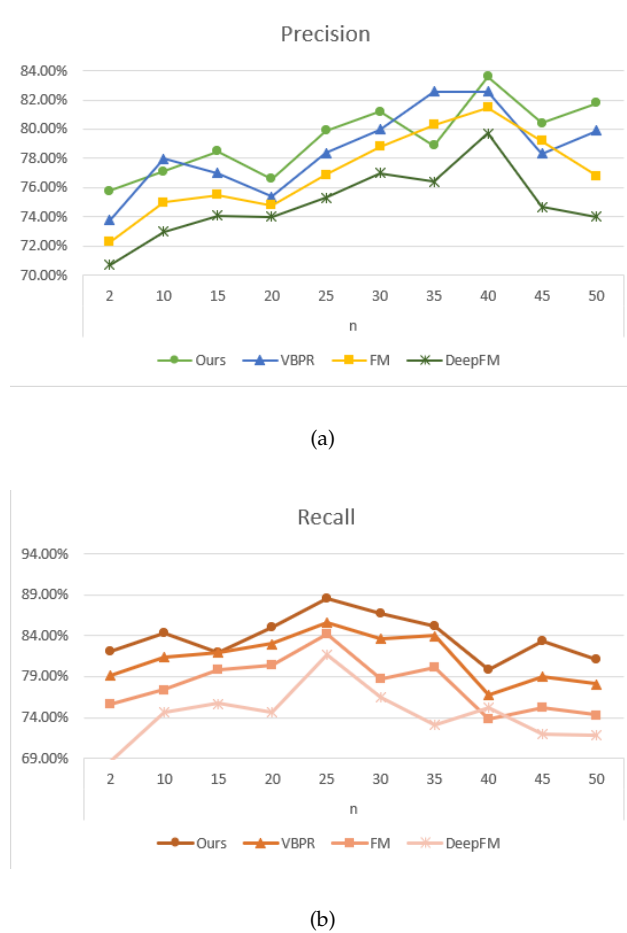 Precision
84.00%
82.00%
80.00%
78.00%
76.00%
74.00%
72.00%
70.00%
2 10 15 20 25 30 35 40 45 50
n
Ours VBPR FM DeepFM
(a)
Recall
94.00%
89.00%
84.00%
79.00%
74.00%
69.00%
2 10 15 20 25 30 35 40 45 50
n
Ours VBPR FM DeepFM
(b)